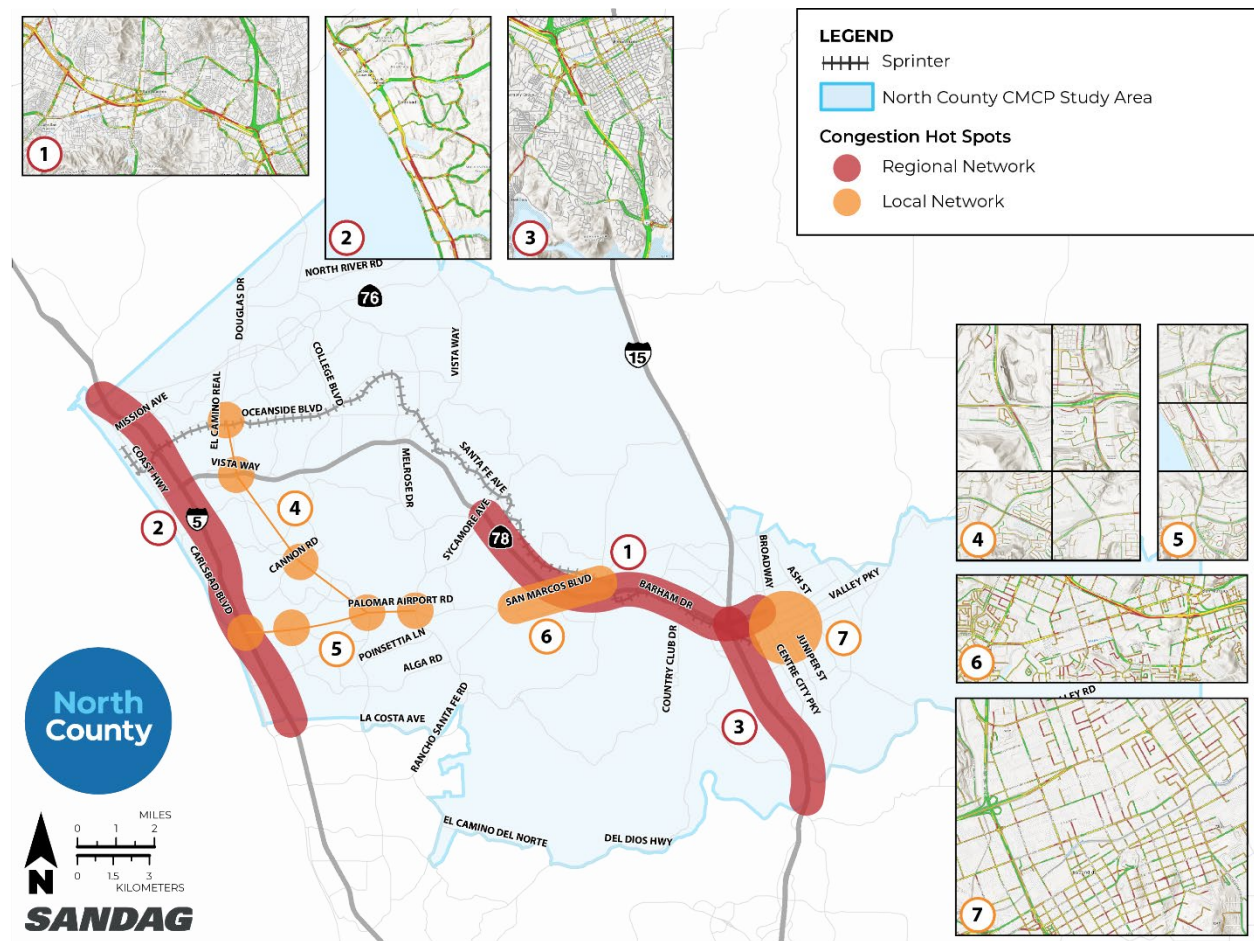 1
2
3
LEGEND
Sprinter
North County CMCP Study Area
Congestion Hot Spots
Regional Network
Local Network
NORTH RIVER RD
76
DOUGLAS DR
COLLEGE BLVD
VISTA WAY
15
EL CAMINO REAL
OCEANSIDE BLVD
MISSION AVE
COAST HWY
VISTA WAY
MELROSE DR
SANTA FE AVE
SYCAMORE AVE
78
2
5
4
CANNON RD
CARLSBAD BLVD
PALOMAR AIRPORT RD
5
POINSETTIA LN
ALGA RD
SAN MARCOS BLVD
6
1
BARHAM DR
BROADWAY
ASH ST
VALLEY PKY
7
JUNIPER ST
CENTRE CITY PKY
COUNTRY CLUB DR
3
LA COSTA AVE
RANCHO SANTA FE RD
EL CAMINO DEL NORTE
DEL DIOS HWY
4
5
6
7
North
County
MILES
0 1 2
0 1.5 3
KILOMETERS
N
SANDAG